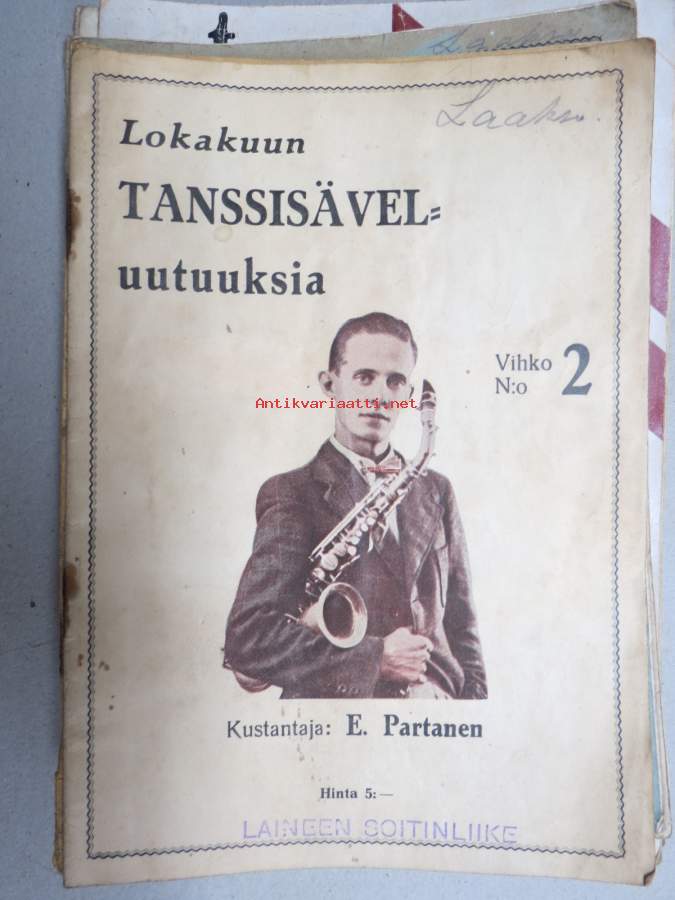 Laakso.
Lokakuun
TANSSISÄVEL=
uutuuksia
Vihko
N:o 2
Antikvariaatti.net
Kustantaja: E. Partanen
Hinta 5:—
LAINEEN SOITINLIIKE